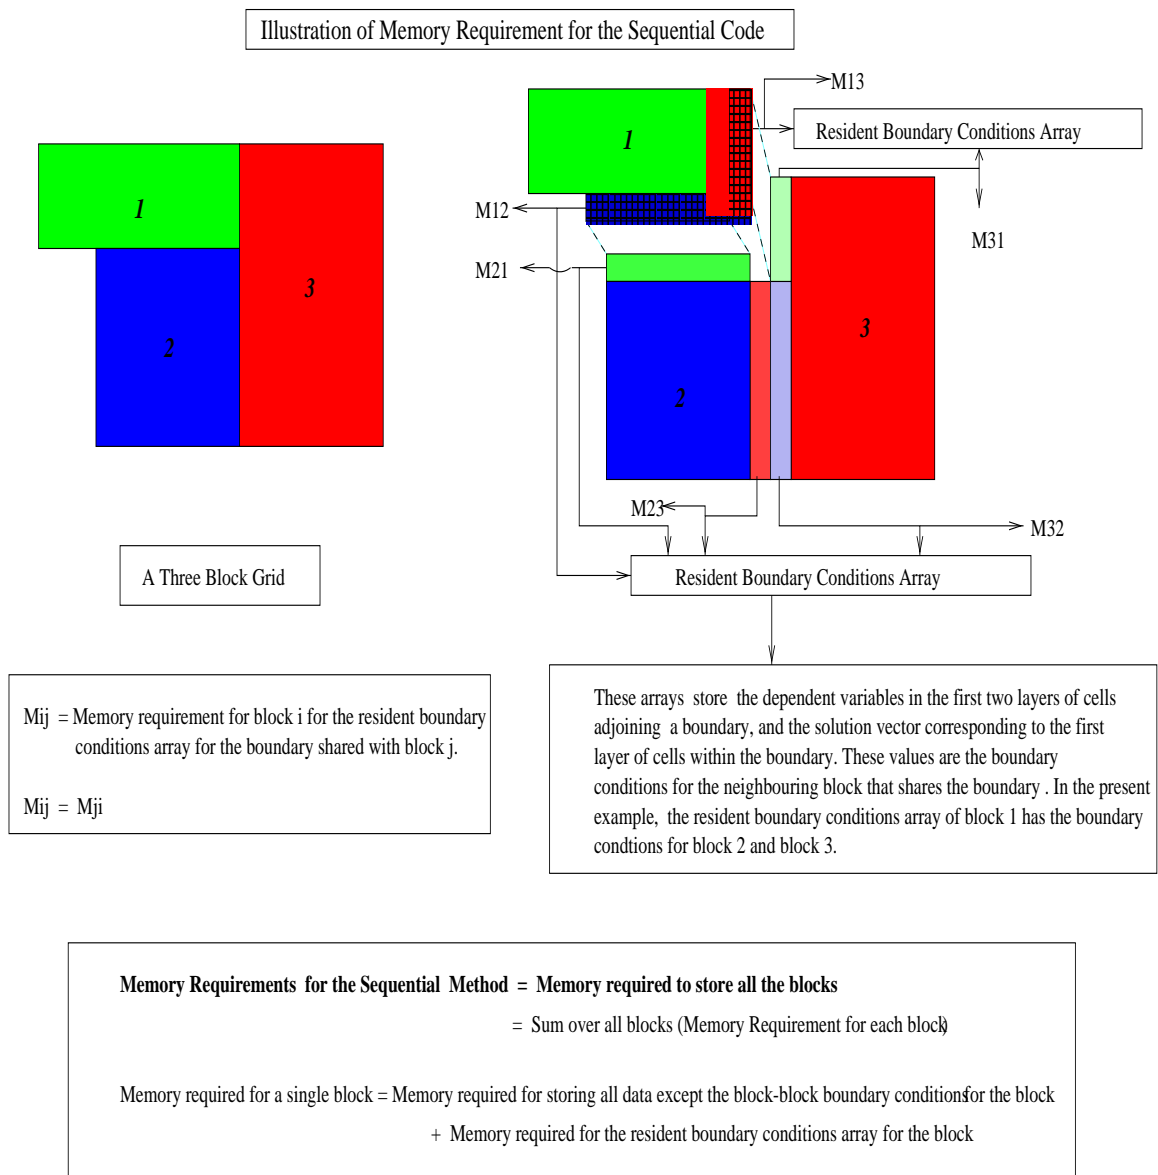 Illustration of Memory Requirement for the Sequential Code
M13
Resident Boundary Conditions Array
1
1
M12
M31
M21
3
3
2
2
M23
M32
A Three Block Grid
Resident Boundary Conditions Array
Mij = Memory requirement for block i for the resident boundary
conditions array for the boundary shared with block j.
Mij = Mji
These arrays store the dependent variables in the first two layers of cells
adjoining a boundary, and the solution vector corresponding to the first
layer of cells within the boundary. These values are the boundary
conditions for the neighbouring block that shares the boundary . In the present
example, the resident boundary conditions array of block 1 has the boundary
condtions for block 2 and block 3.
Memory Requirements for the Sequential Method = Memory required to store all the blocks
= Sum over all blocks (Memory Requirement for each block)
Memory required for a single block = Memory required for storing all data except the block-block boundary conditions for the block
+ Memory required for the resident boundary conditions array for the block